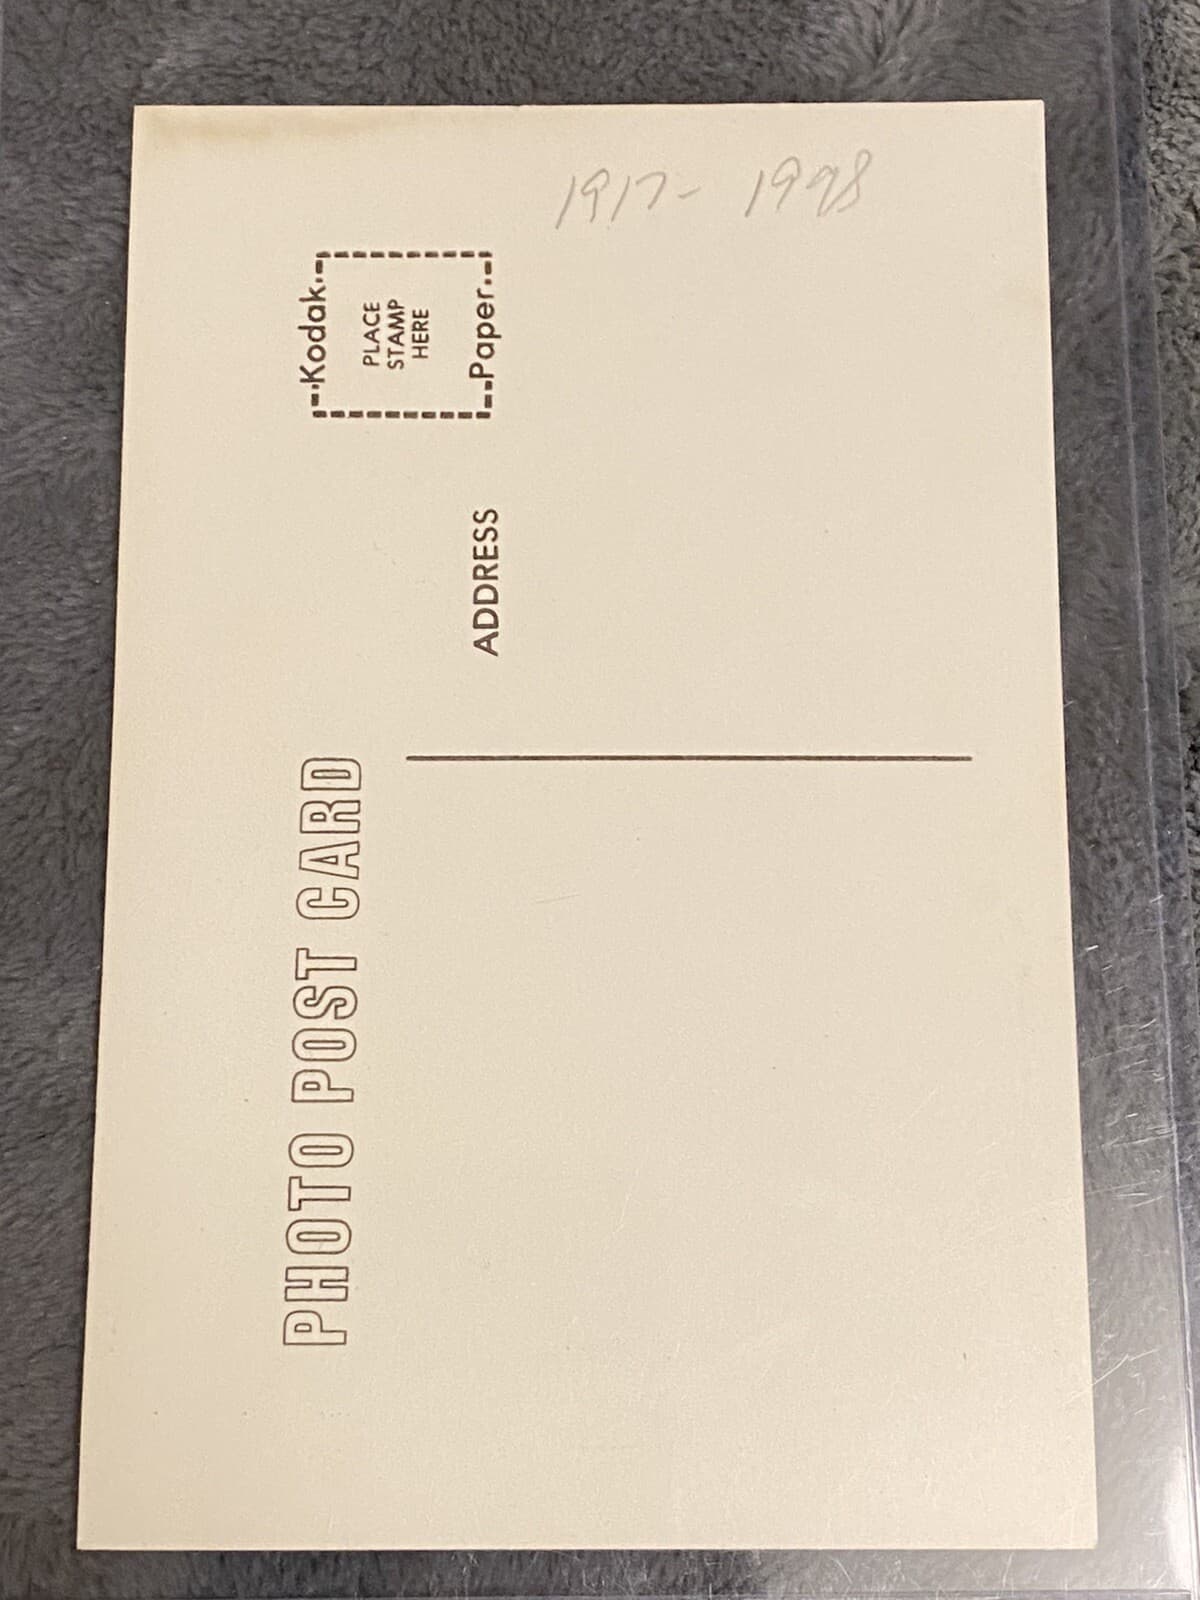 1917- 1998
Kodak
PLACE
STAMP
HERE
Paper
ADDRESS
PHOTO POST CARD